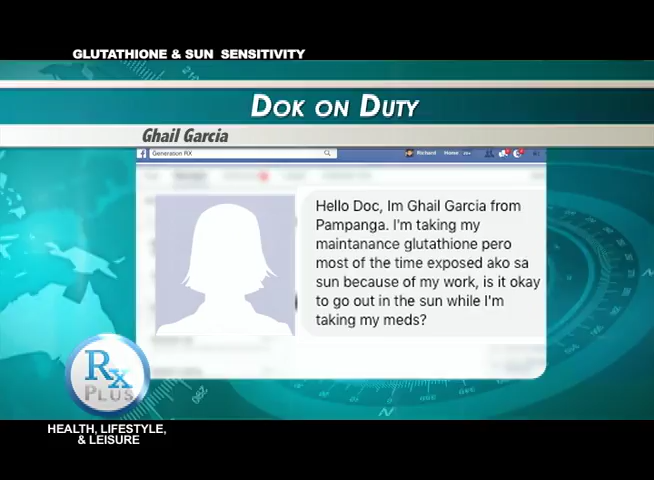 GLUTATHIONE & SUN SENSITIVITY
DOK ON DUTY
Ghail Garcia
Generation RX
Richard Home
Hello Doc, Im Ghail Garcia from
Pampanga. I'm taking my
maintanance glutathione pero
most of the time exposed ako sa
sun because of my work, is it okay
to go out in the sun while I'm
taking my meds?
Rx
PLUS
HEALTH, LIFESTYLE,
& LEISURE